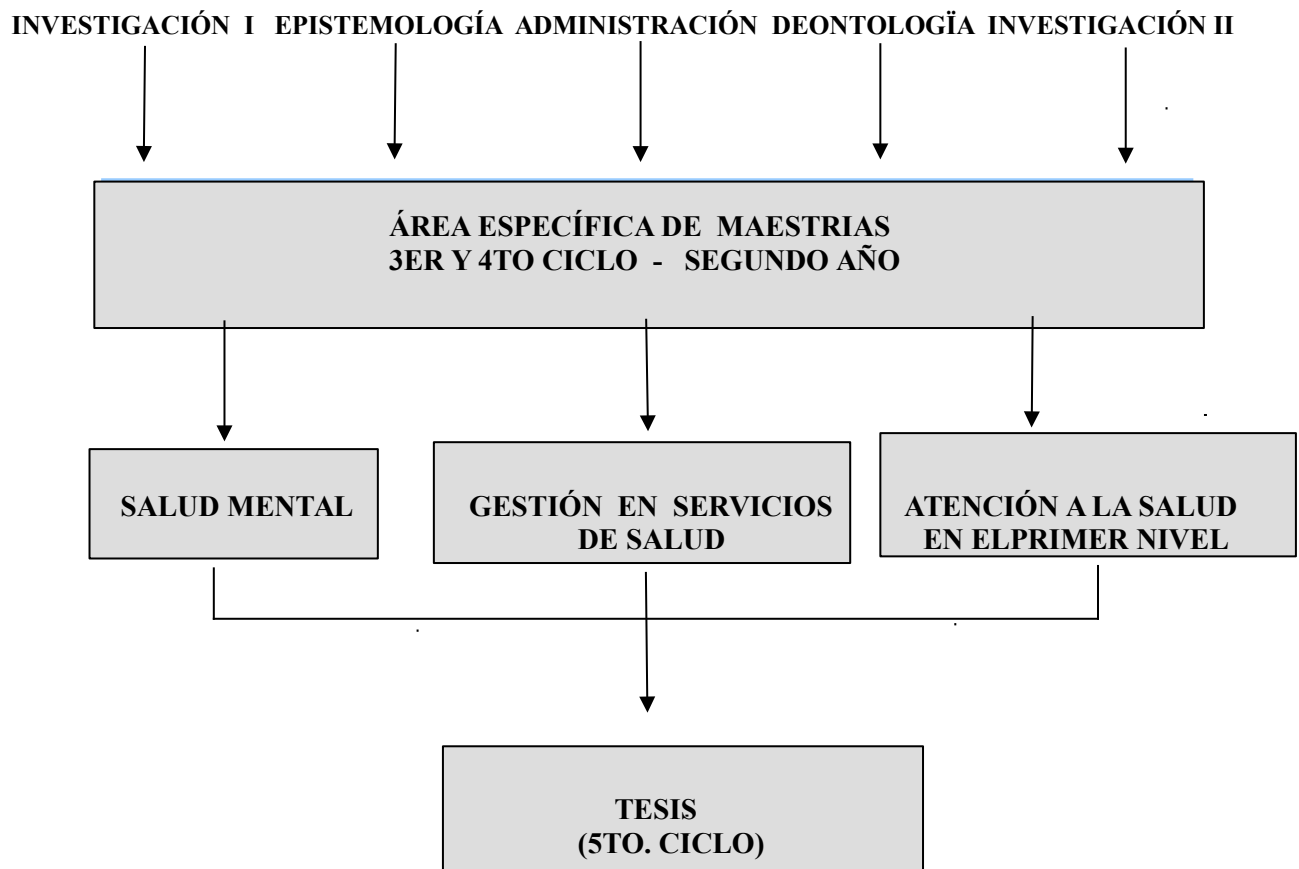 INVESTIGACIÓN I EPISTEMOLOGÍA ADMINISTRACIÓN DEONTOLOGÏA INVESTIGACIÓN II
ÁREA ESPECÍFICA DE MAESTRIAS
3ER Y 4TO CICLO - SEGUNDO AÑO
SALUD MENTAL
GESTIÓN EN SERVICIOS
DE SALUD
ATENCIÓN A LA SALUD
EN ELPRIMER NIVEL
TESIS
(5TO. CICLO)